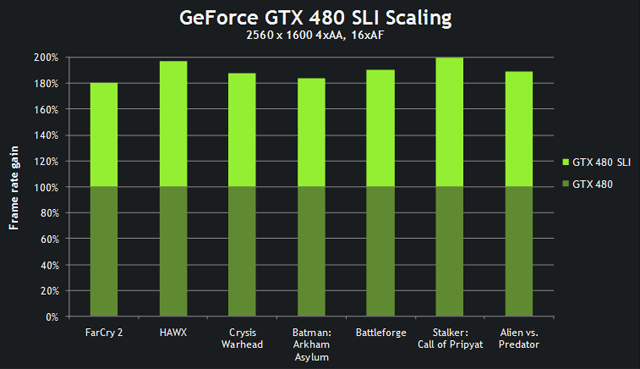 GeForce GTX 480 SLI Scaling
2560 x 1600 4xAA, 16xAF
Frame rate gain
200%
180%
160%
140%
120%
100%
80%
60%
40%
20%
0%
FarCry 2
HAWX
Crysis
Warhead
Batman:
Arkham
Asylum
Battleforge
Stalker:
Call of Pripyat
Alien vs.
Predator
GTX 480 SLI
GTX 480